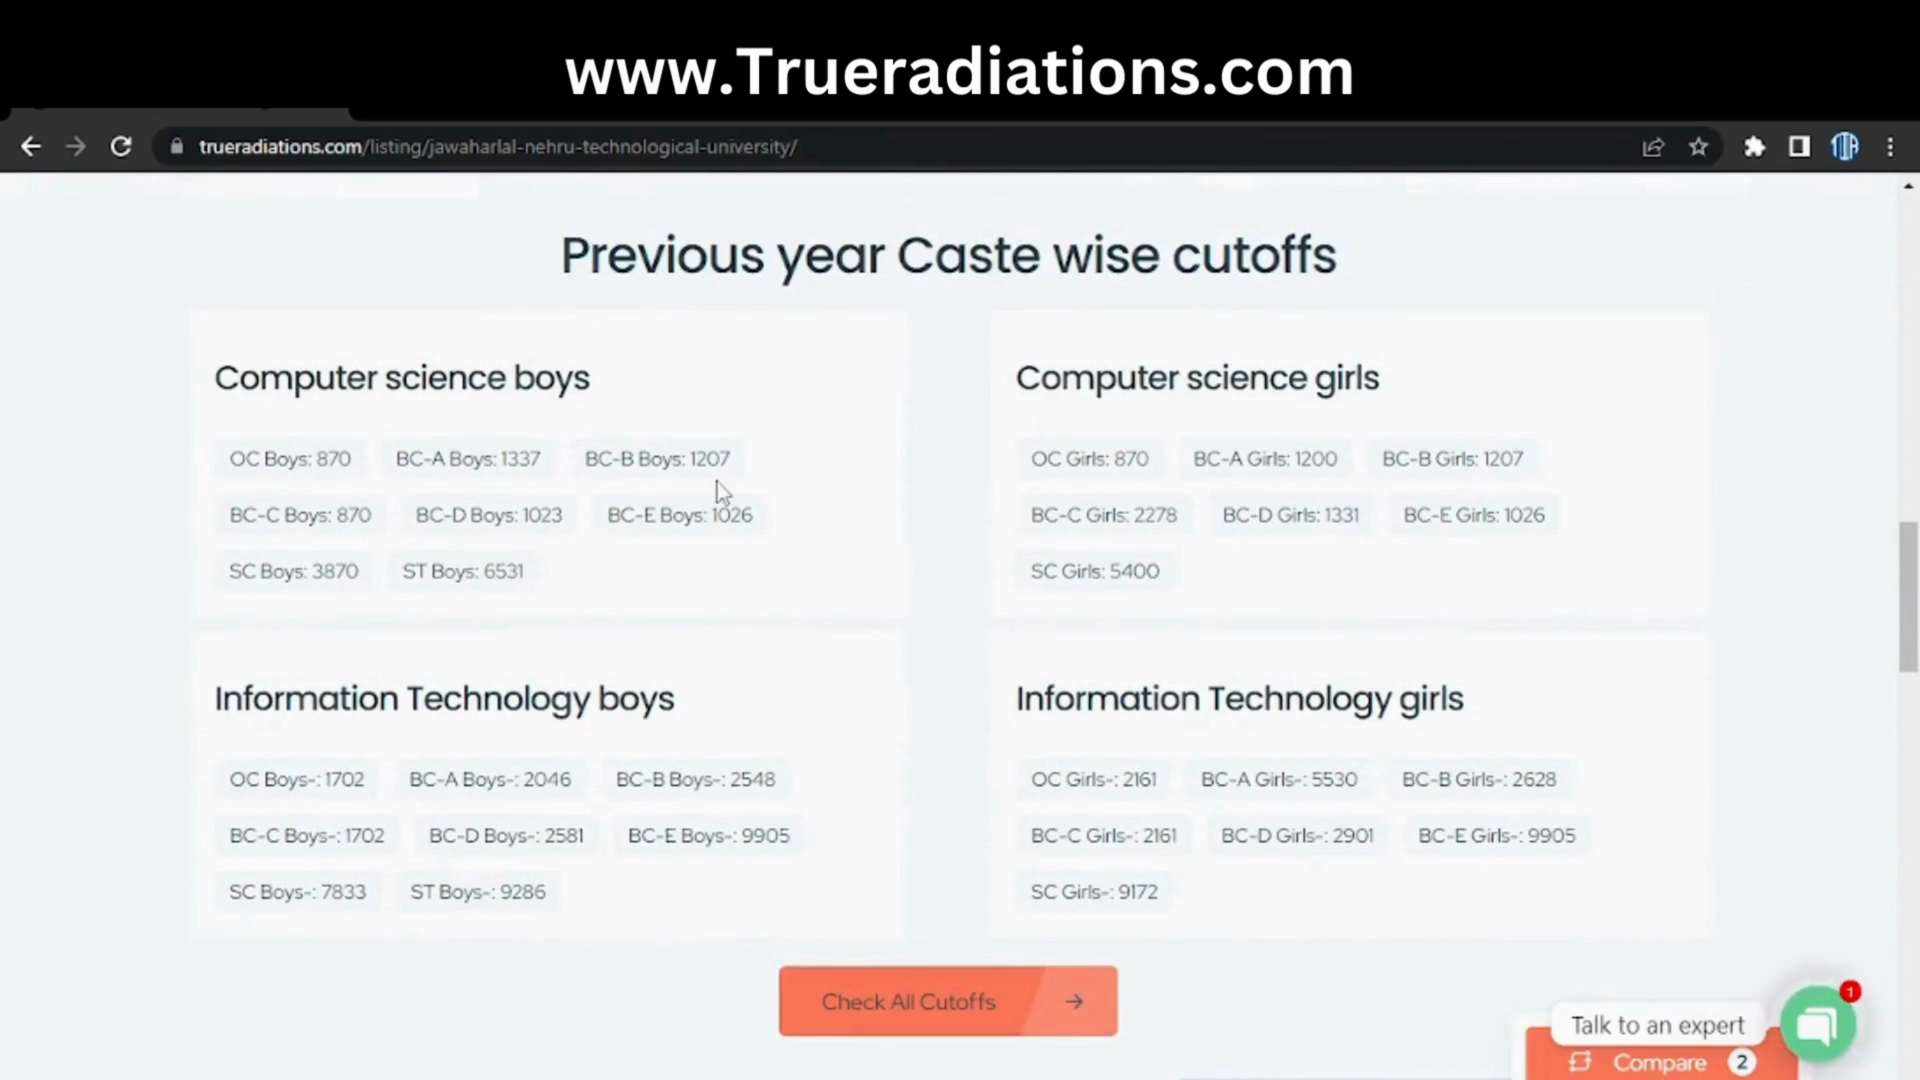 www.Trueradiations.com
trueradiations.com/listing/jawaharlal-nehru-technological-university/
Previous year Caste wise cutoffs
Computer science boys
OC Boys: 870 BC-A Boys: 1337 BC-B Boys: 1207
BC-C Boys: 870 BC-D Boys: 1023 BC-E Boys: 1026
SC Boys: 3870 ST Boys: 6531
Computer science girls
OC Girls: 870 BC-A Girls: 1200 BC-B Girls: 1207
BC-C Girls: 2278 BC-D Girls: 1331 BC-E Girls: 1026
SC Girls: 5400
Information Technology boys
OC Boys-: 1702 BC-A Boys-: 2046 BC-B Boys-: 2548
BC-C Boys-: 1702 BC-D Boys-: 2581 BC-E Boys-: 9905
SC Boys-: 7833 ST Boys-: 9286
Information Technology girls
OC Girls-: 2161 BC-A Girls-: 5530 BC-B Girls-: 2628
BC-C Girls-: 2161 BC-D Girls-: 2901 BC-E Girls-: 9905
SC Girls-: 9172
Check All Cutoffs
1
Talk to an expert
Compare 2